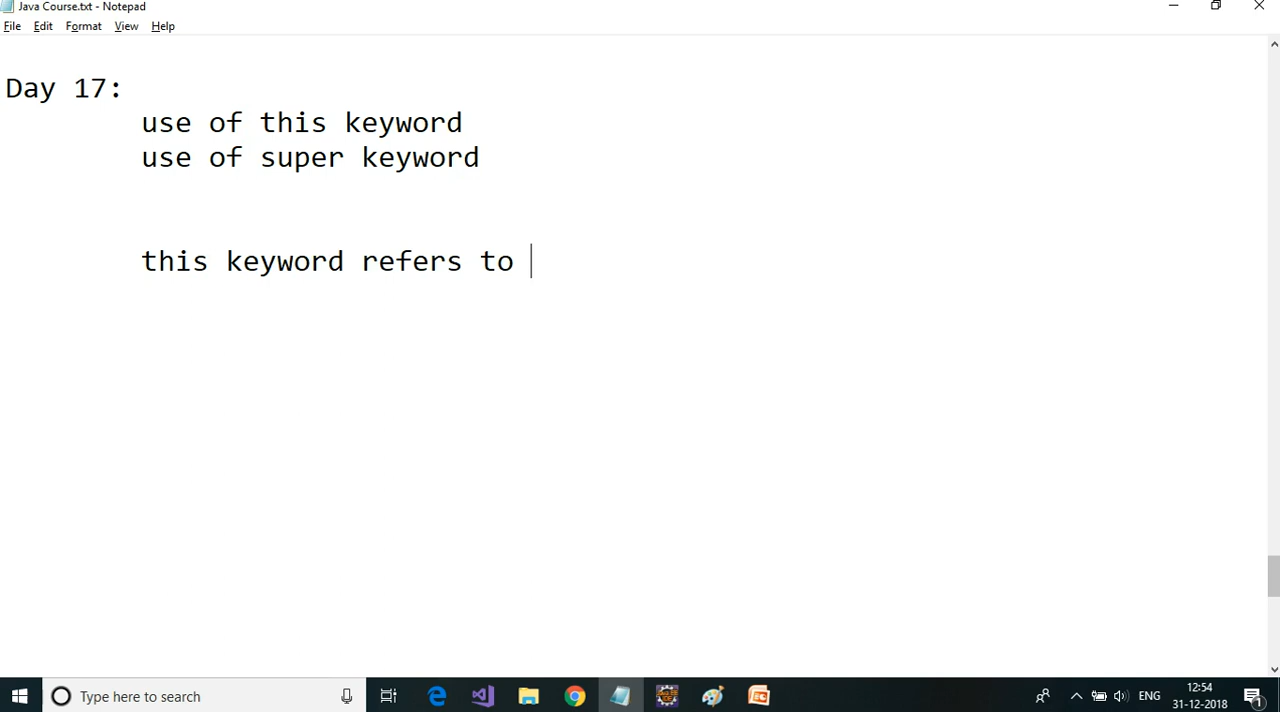 Java Course.txt - Notepad
File Edit Format View Help
Day 17:
use of this keyword
use of super keyword
this keyword refers to
Type here to search
ENG
12:54
31-12-2018
1